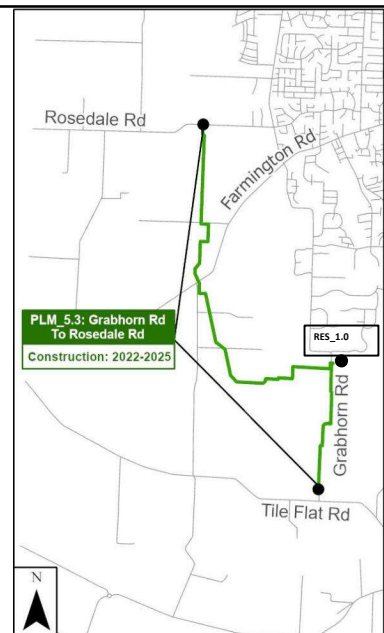 Rosedale Rd
Farmington Rd
PLM_5.3: Grabhorn Rd
To Rosedale Rd
Construction: 2022-2025
RES_1.0
Grabhorn Rd
Tile Flat Rd
N